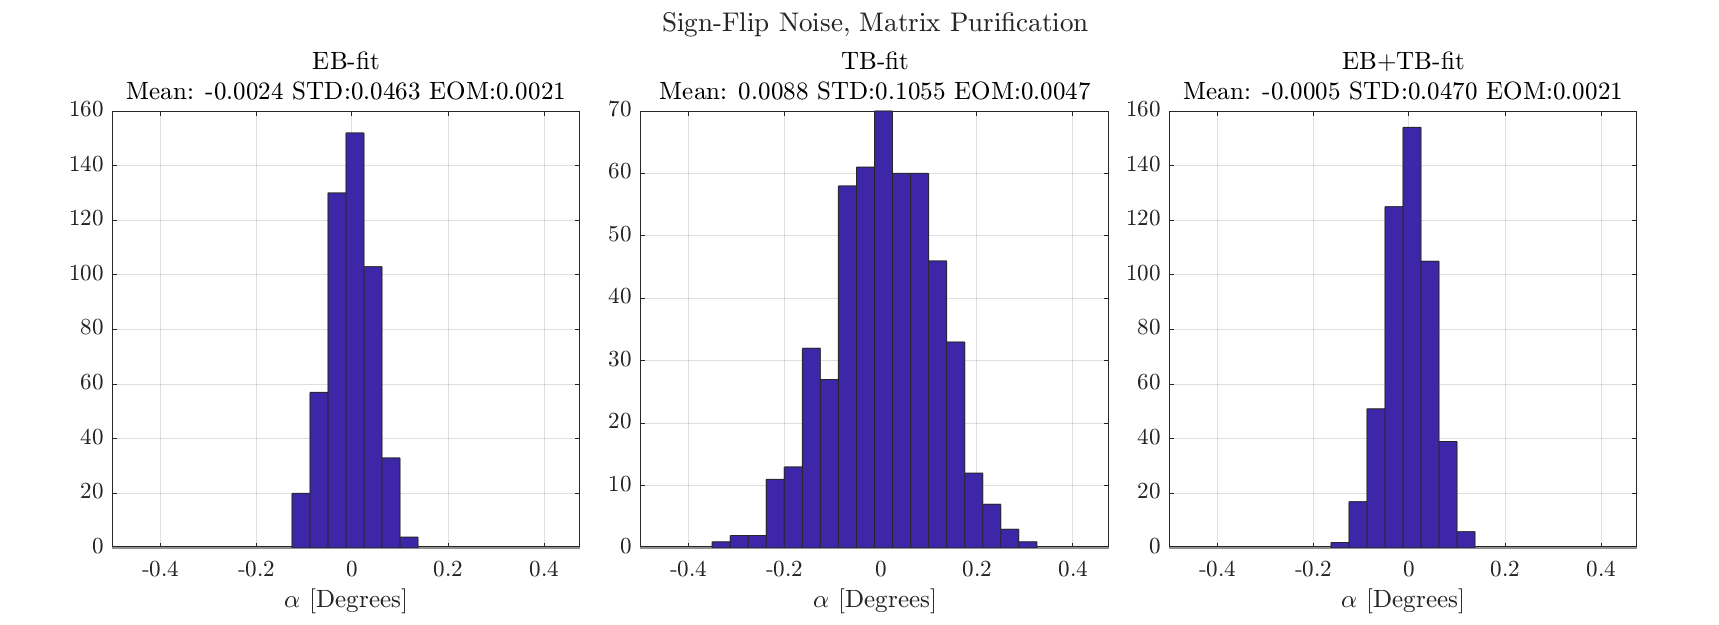 Sign-Flip Noise, Matrix Purification
EB-fit
Mean: -0.0024 STD:0.0463 EOM:0.0021
160
140
120
100
80
60
40
20
0
-0.4 -0.2 0 0.2 0.4
α [Degrees]
TB-fit
Mean: 0.0088 STD:0.1055 EOM:0.0047
70
60
50
40
30
20
10
0
-0.4 -0.2 0 0.2 0.4
α [Degrees]
EB+TB-fit
Mean: -0.0005 STD:0.0470 EOM:0.0021
160
140
120
100
80
60
40
20
0
-0.4 -0.2 0 0.2 0.4
α [Degrees]